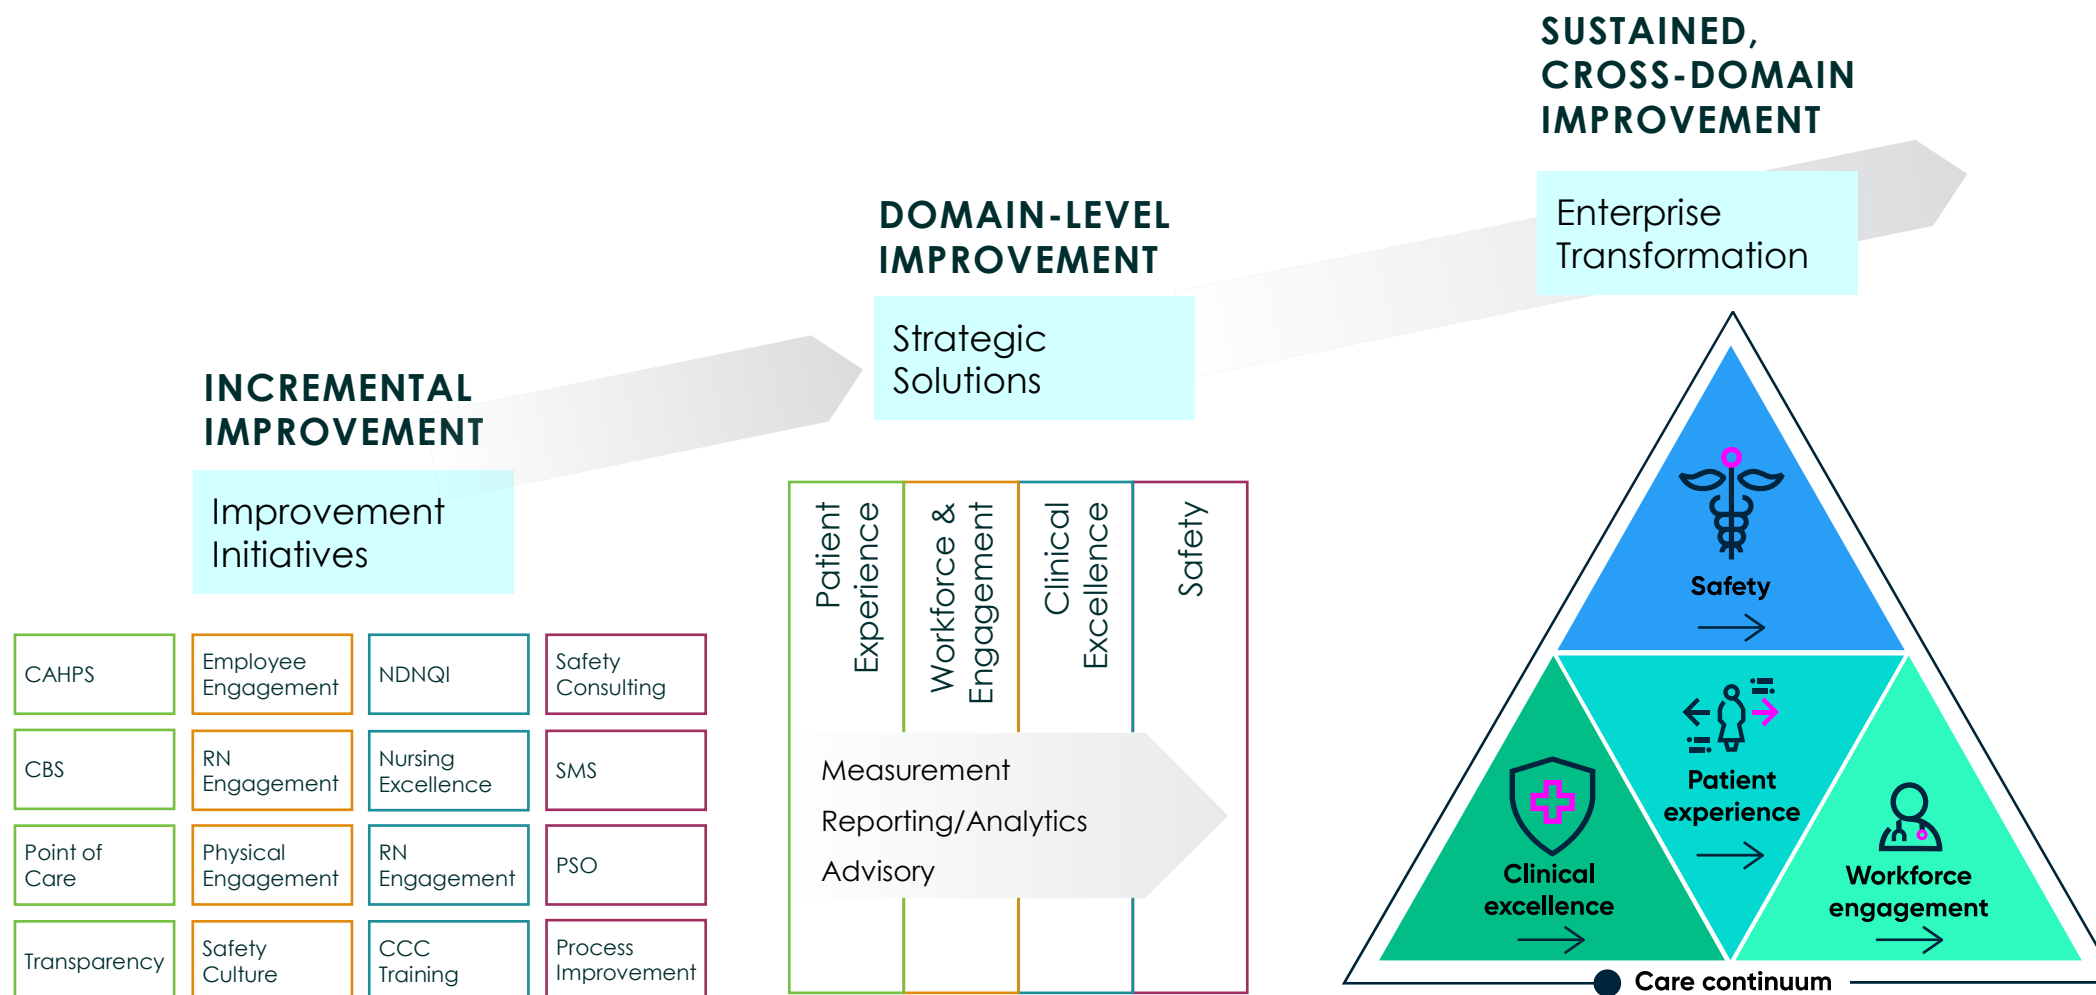 SUSTAINED,
CROSS-DOMAIN
IMPROVEMENT
Enterprise
Transformation
DOMAIN-LEVEL
IMPROVEMENT
Strategic
Solutions
INCREMENTAL
IMPROVEMENT
Improvement
Initiatives
CAHPS
Employee
Engagement
NDNQI
Safety
Consulting
CBS
RN
Engagement
Nursing
Excellence
SMS
Point of
Care
Physical
Engagement
RN
Engagement
PSO
Transparency
Safety
Culture
CCC
Training
Process
Improvement
Patient
Experience
Workforce &
Engagement
Clinical
Excellence
Safety
Measurement
Reporting/Analytics
Advisory
Safety
Patient
experience
Clinical
excellence
Workforce
engagement
Care continuum